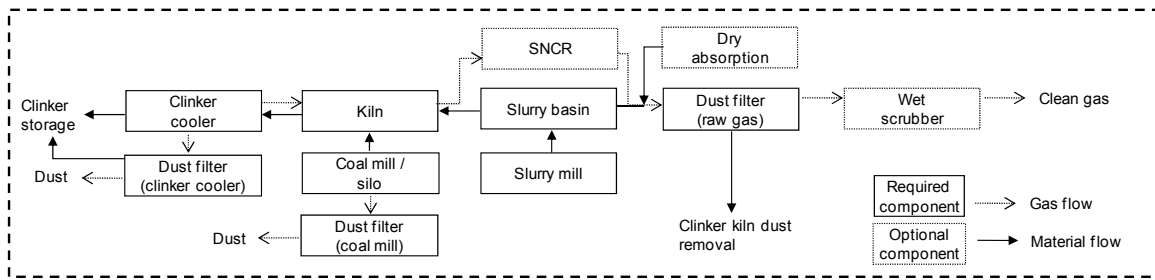 SNCR
Dry
absorption
Clinker
storage
Clinker
cooler
Kiln
Slurry basin
Dust filter
(raw gas)
Wet
scrubber
Clean gas
Dust
Dust filter
(clinker cooler)
Coal mill /
silo
Slurry mill
Dust
Dust filter
(coal mill)
Clinker kiln dust
removal
Required
component
Gas flow
Optional
component
Material flow